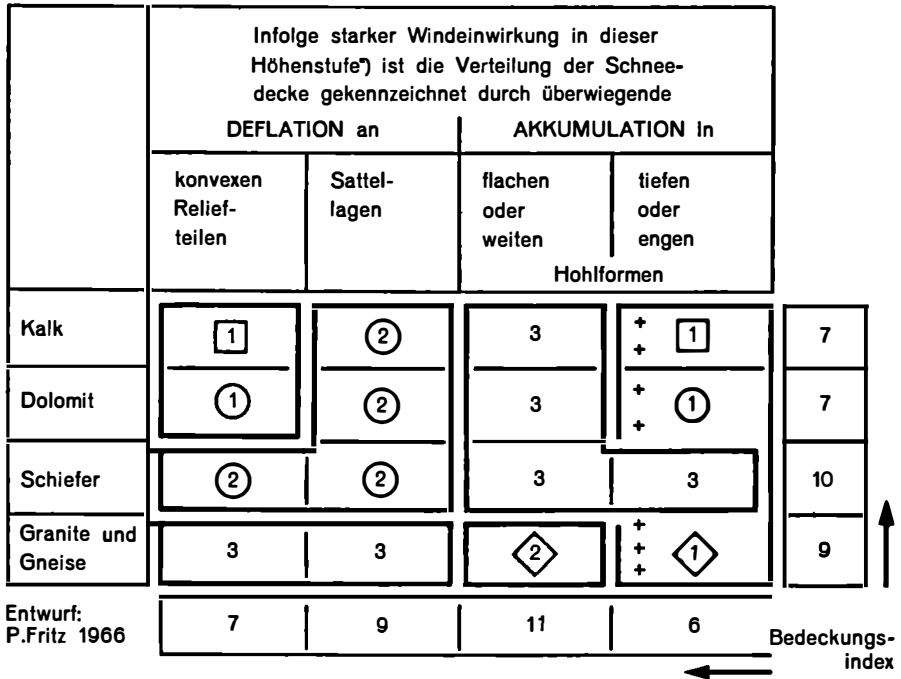 Infolge starker Windeinwirkung in dieser
Höhenstufe*) ist die Verteilung der Schnee-
decke gekennzeichnet durch überwiegende
DEFLATION an AKKUMULATION in
konvexen Relief- teilen
Sattel- lagen
flachen oder weiten
tiefen oder engen
Hohlformen
Kalk 1 2 3 + + 1 7
Dolomit 1 2 3 + + 1 7
Schiefer 2 2 3 3 10
Granite und
Gneise 3 3 2 + + + 1 9
Entwurf:
P.Fritz 1966
7 9 11 6
Bedeckungs-
index